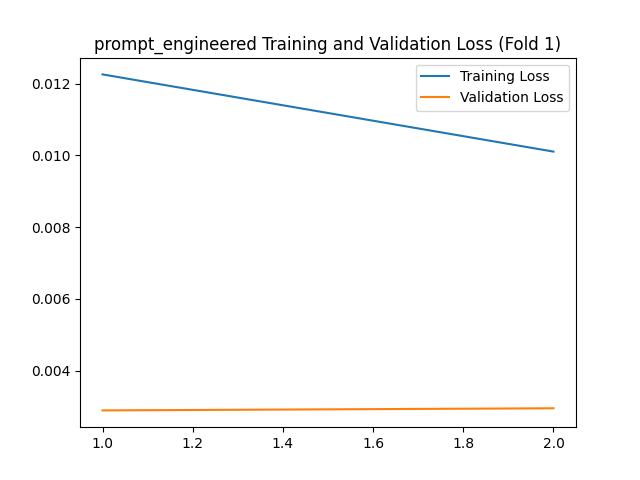 prompt_engineered Training and Validation Loss (Fold 1)
Training Loss
Validation Loss
0.012
0.010
0.008
0.006
0.004
1.0 1.2 1.4 1.6 1.8 2.0